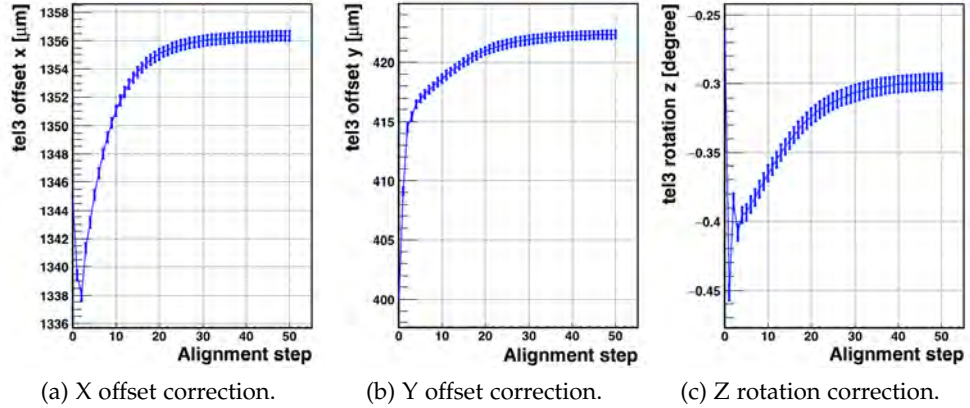 tel3 offset x [μm]
1358
1356
1354
1352
1350
1348
1346
1344
1342
1340
1338
1336
0 10 20 30 40 50
Alignment step
tel3 offset y [μm]
420
415
410
405
400
0 10 20 30 40 50
Alignment step
tel3 rotation z [degree]
−0.25
−0.3
−0.35
−0.4
−0.45
0 10 20 30 40 50
Alignment step
(a) X offset correction.
(b) Y offset correction.
(c) Z rotation correction.